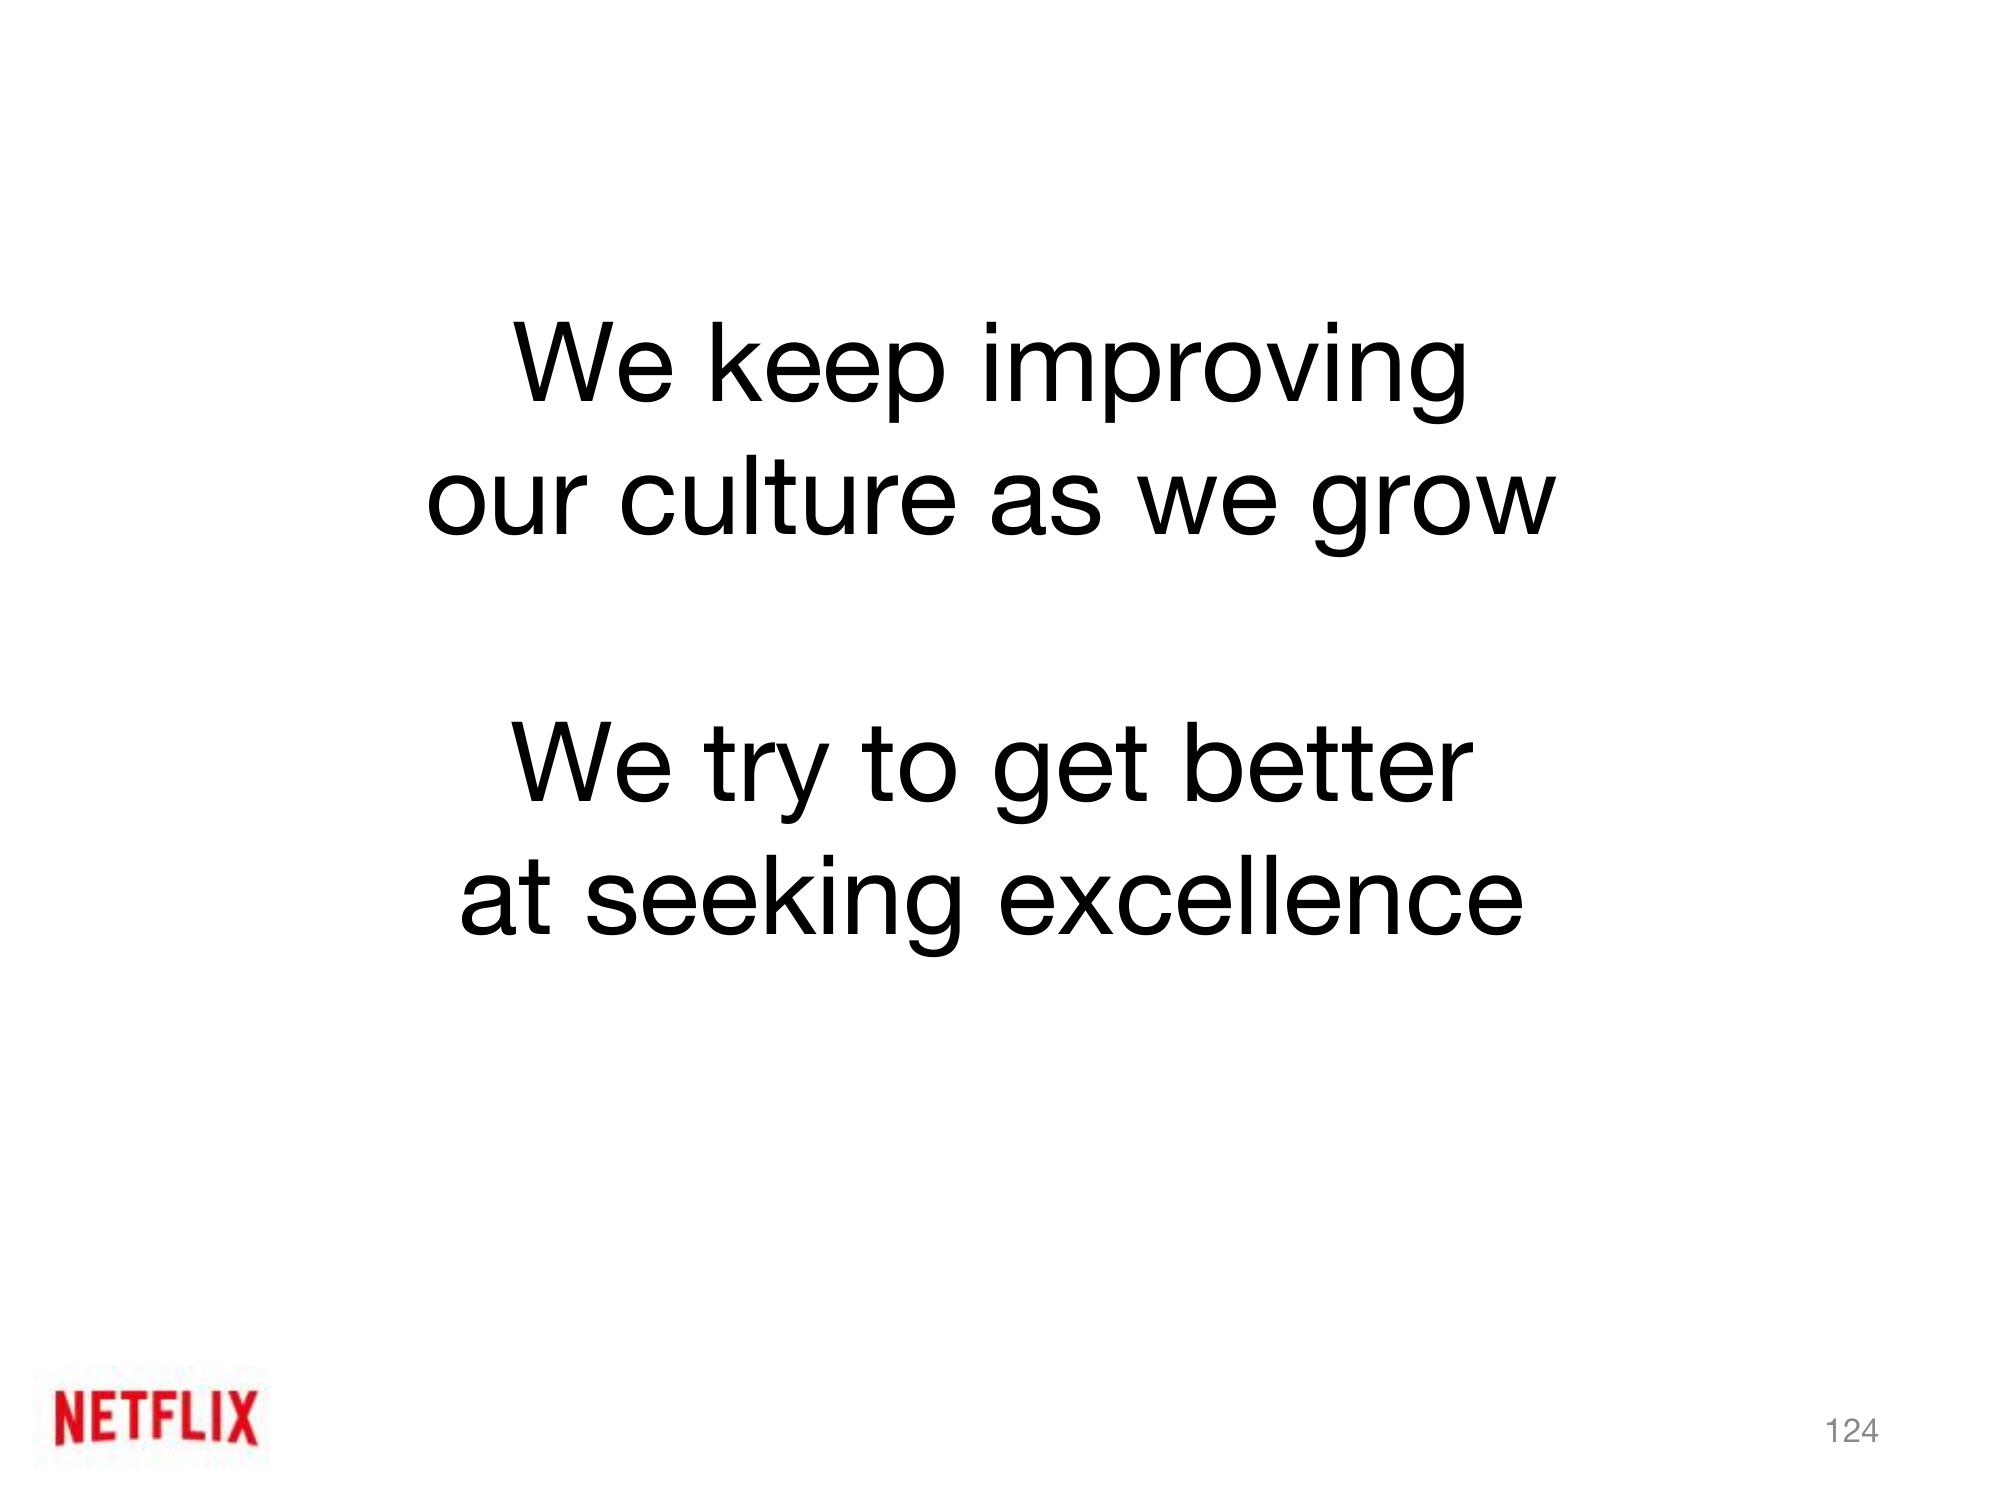 We keep improving
our culture as we grow
We try to get better
at seeking excellence
NETFLIX
124